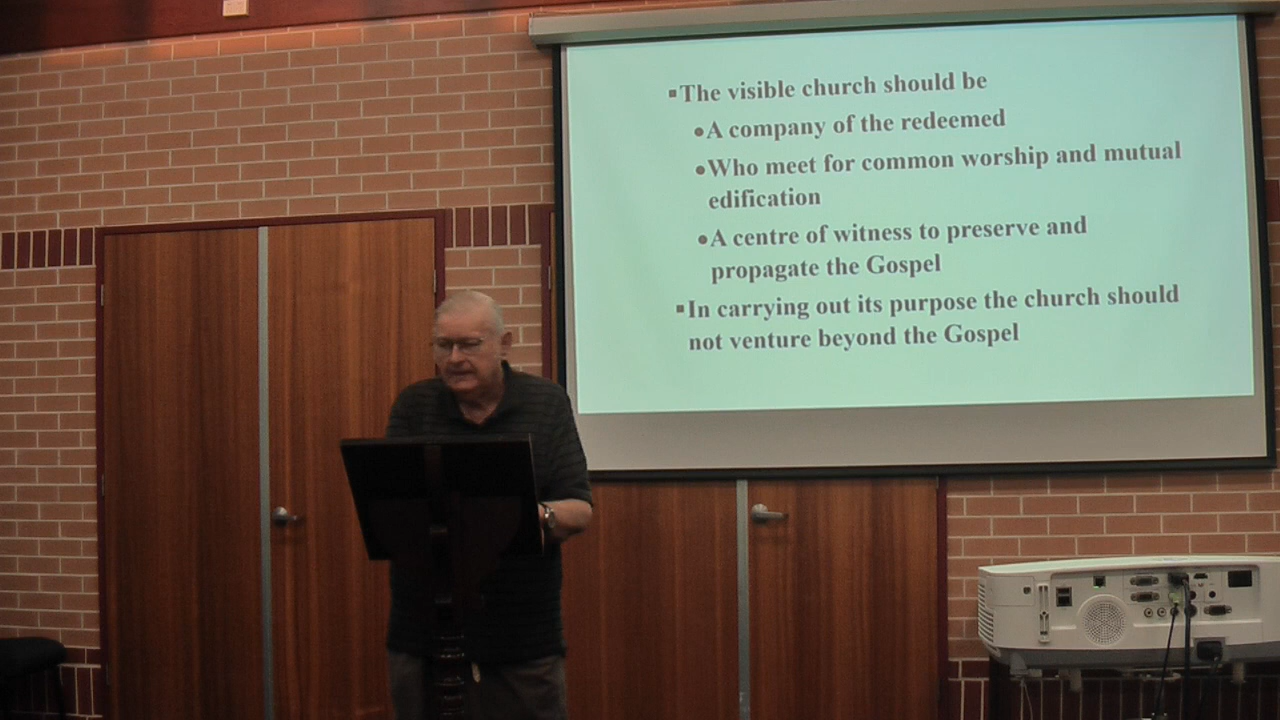 ▪The visible church should be
•A company of the redeemed
•Who meet for common worship and mutual
edification
•A centre of witness to preserve and
propagate the Gospel
▪In carrying out its purpose the church should
not venture beyond the Gospel